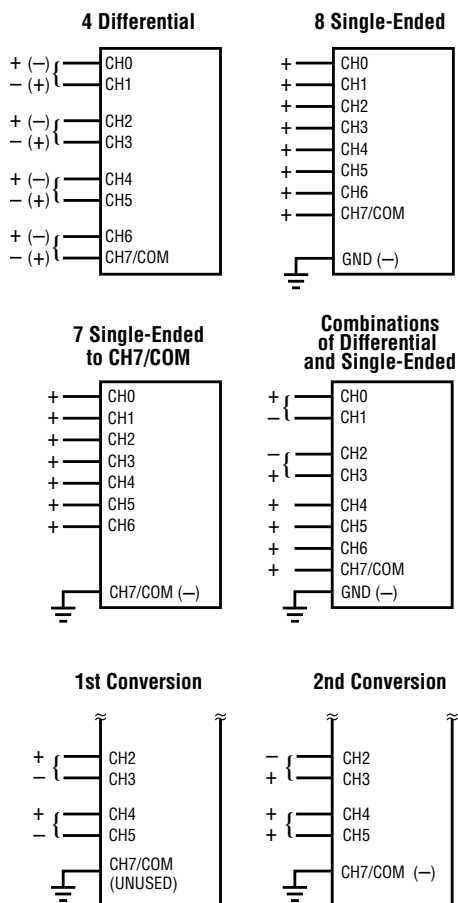 4 Differential
+ (−) { CH0
− (+) CH1
+ (−) { CH2
− (+) CH3
+ (−) { CH4
− (+) CH5
+ (−) { CH6
− (+) CH7/COM
8 Single-Ended
+ CH0
+ CH1
+ CH2
+ CH3
+ CH4
+ CH5
+ CH6
+ CH7/COM
GND (−)
7 Single-Ended
to CH7/COM
+ CH0
+ CH1
+ CH2
+ CH3
+ CH4
+ CH5
+ CH6
CH7/COM (−)
Combinations
of Differential
and Single-Ended
+ { CH0
− CH1
− { CH2
+ CH3
+ CH4
+ CH5
+ CH6
+ CH7/COM
GND (−)
1st Conversion
+ { CH2
− CH3
+ { CH4
− CH5
CH7/COM
(UNUSED)
2nd Conversion
− { CH2
+ CH3
+ { CH4
+ CH5
CH7/COM (−)